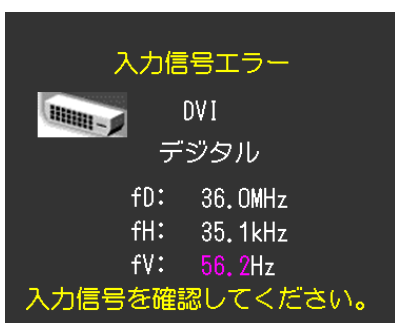 入力信号エラー
DVI
デジタル
fD: 36.0MHz
fH: 35.1kHz
fV: 56.2Hz
入力信号を確認してください。